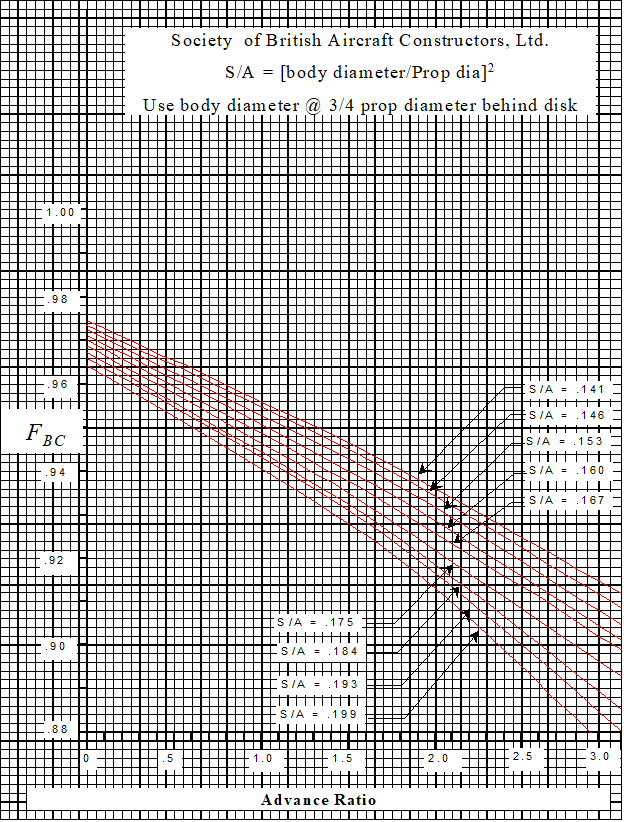 Society of British Aircraft Constructors, Ltd.
S/A = [body diameter/Prop dia]²
Use body diameter @ 3/4 prop diameter behind disk
1.00
.98
.96
F_BC
.94
.92
.90
.88
S/A = .141
S/A = .146
S/A = .153
S/A = .160
S/A = .167
S/A = .175
S/A = .184
S/A = .193
S/A = .199
0 .5 1.0 1.5 2.0 2.5 3.0
Advance Ratio